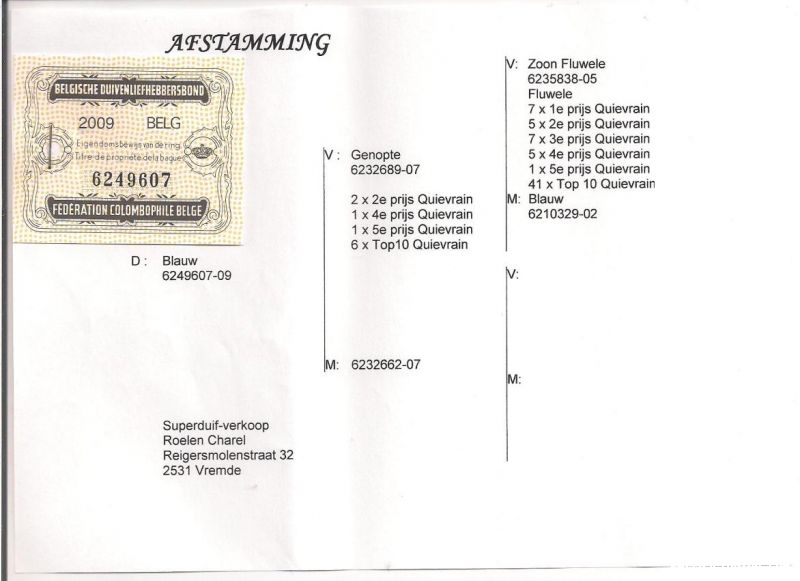 AFSTAMMING
BELGISCHE DUIVENLIEFHEBBERSBOND
2009 BELG
Eigendomsbewijs van de ring
Titre de propriété de la bague
6249607
FÉDÉRATION COLOMBOPHILE BELGE
D : Blauw
6249607-09
V : Genopte
6232689-07
2 x 2e prijs Quievrain
1 x 4e prijs Quievrain
1 x 5e prijs Quievrain
6 x Top10 Quievrain
M: 6232662-07
V: Zoon Fluwele
6235838-05
Fluwele
7 x 1e prijs Quievrain
5 x 2e prijs Quievrain
7 x 3e prijs Quievrain
5 x 4e prijs Quievrain
1 x 5e prijs Quievrain
41 x Top 10 Quievrain
M: Blauw
6210329-02
V:
M:
Superduif-verkoop
Roelen Charel
Reigersmolenstraat 32
2531 Vremde